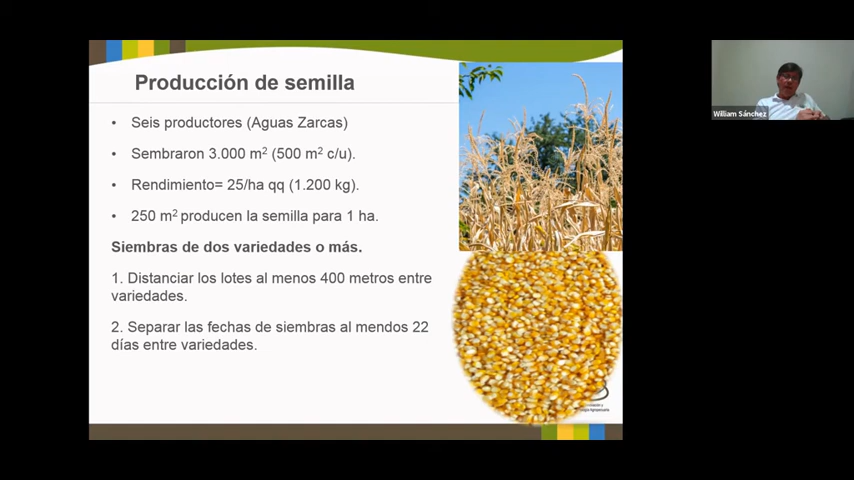 Producción de semilla
• Seis productores (Aguas Zarcas)
• Sembraron 3.000 m² (500 m² c/u).
• Rendimiento= 25/ha qq (1.200 kg).
• 250 m² producen la semilla para 1 ha.
Siembras de dos variedades o más.
1. Distanciar los lotes al menos 400 metros entre
variedades.
2. Separar las fechas de siembras al mendos 22
días entre variedades.
William Sánchez